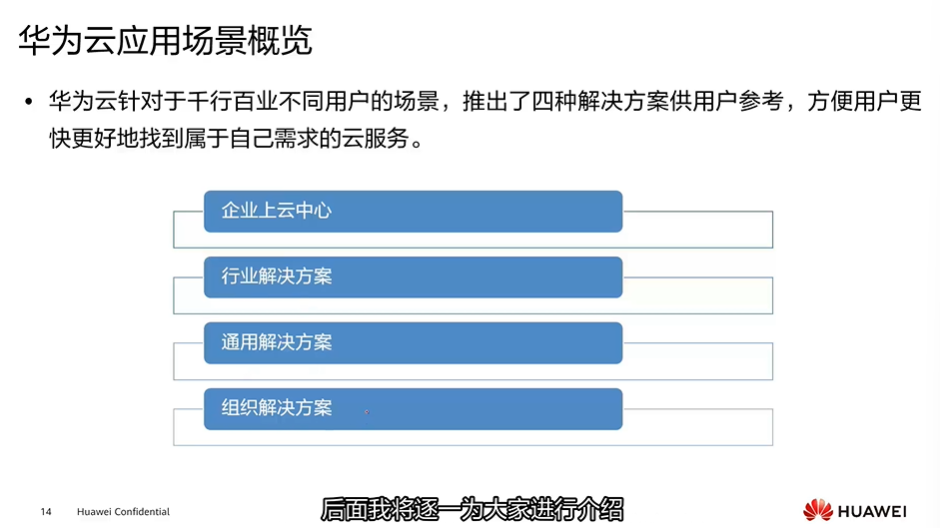 华为云应用场景概览
• 华为云针对于千行百业不同用户的场景，推出了四种解决方案供用户参考，方便用户更
快更好地找到属于自己需求的云服务。
企业上云中心
行业解决方案
通用解决方案
组织解决方案
14 Huawei Confidential
后面我将逐一为大家进行介绍
HUAWEI